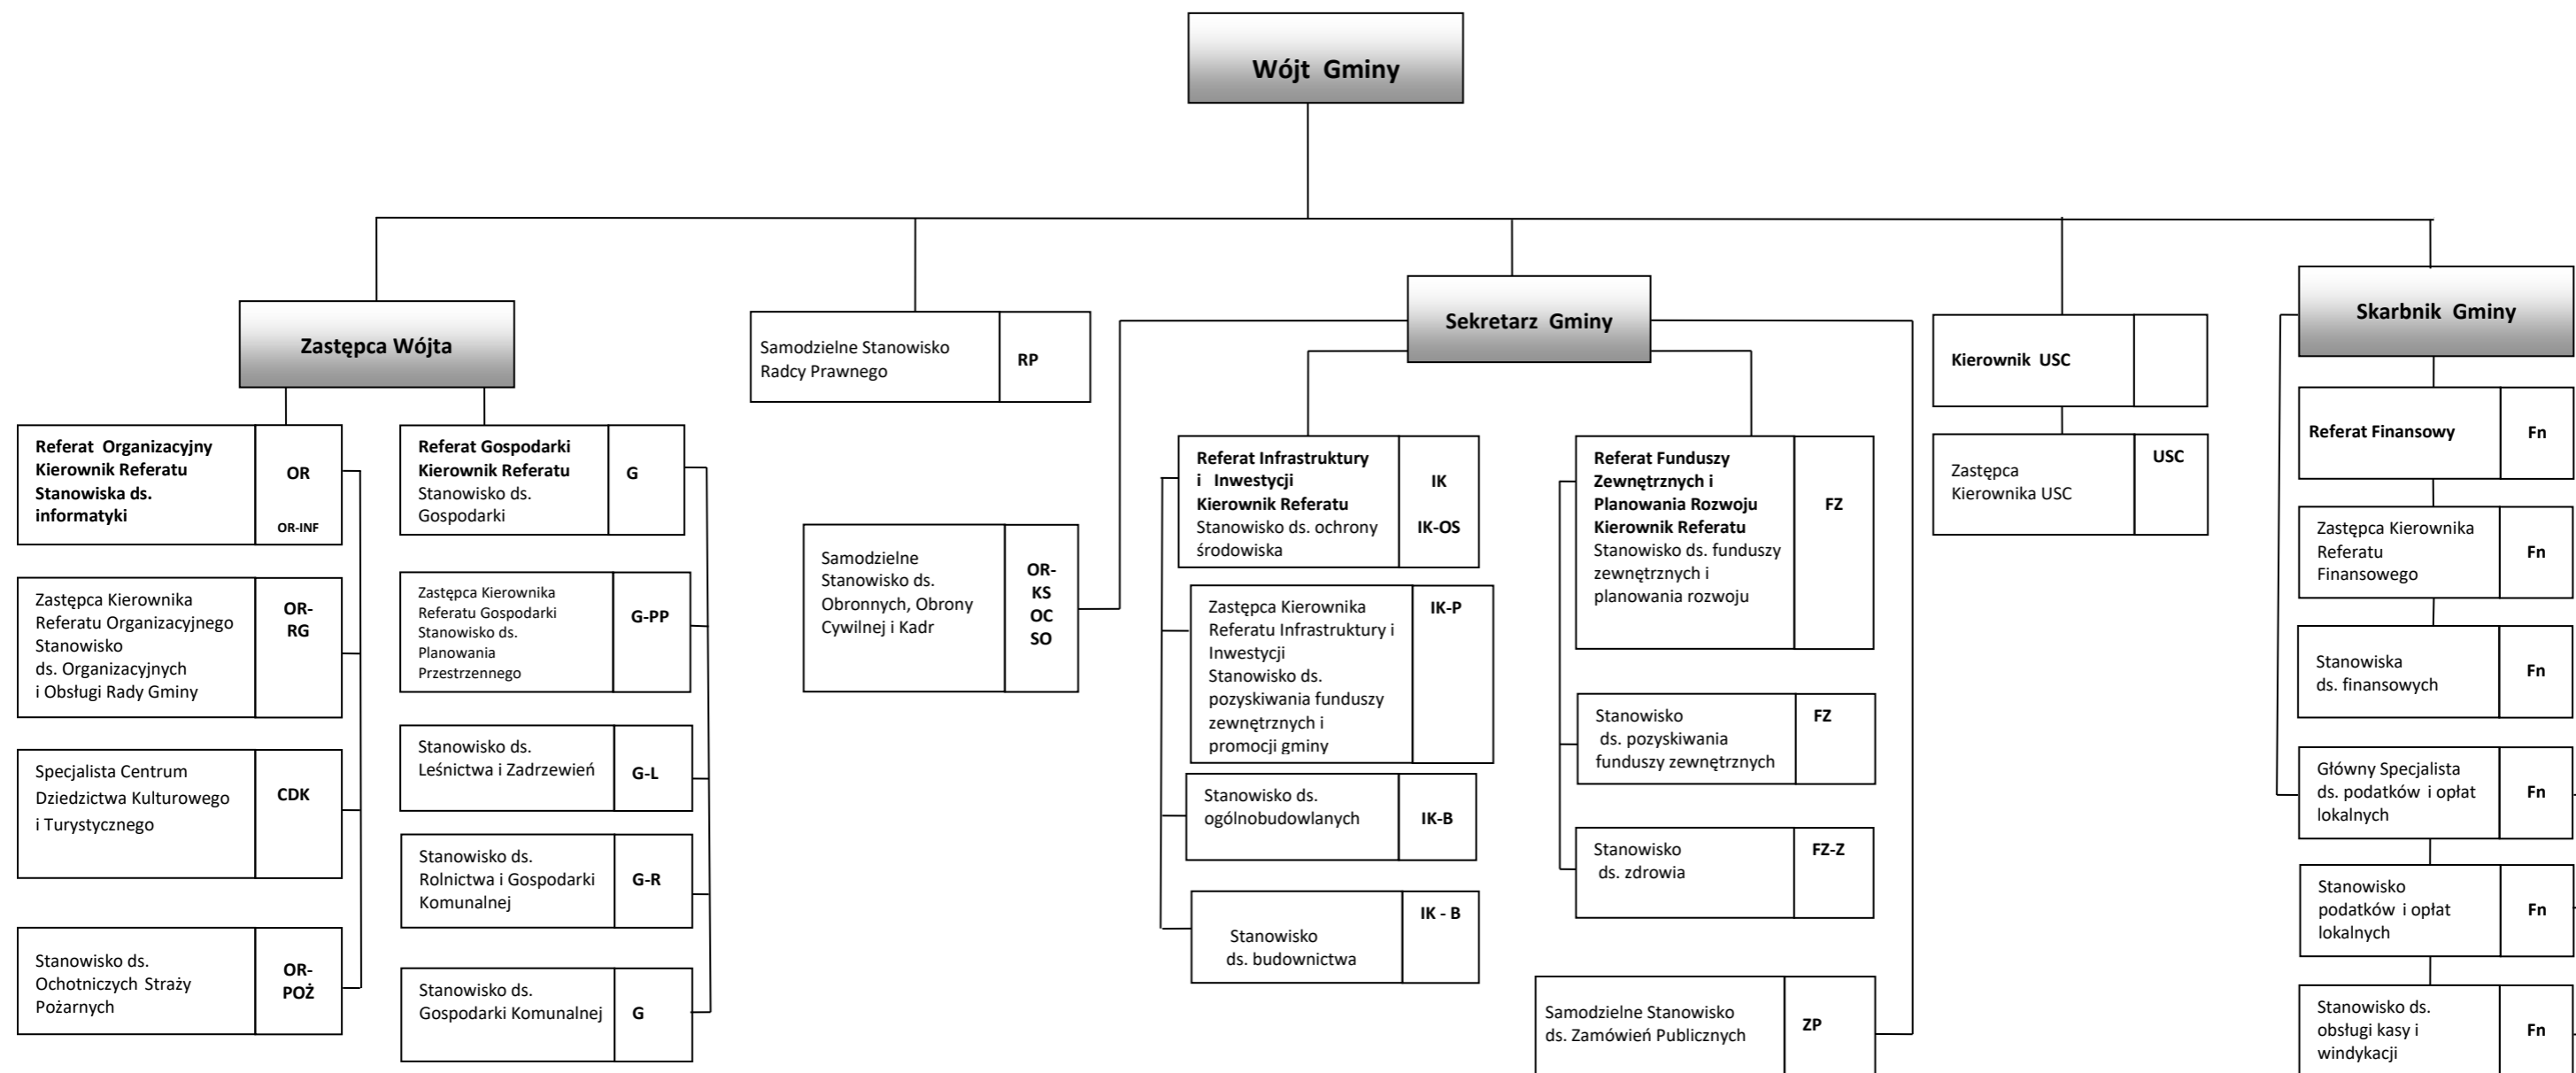 Wójt Gminy
Zastępca Wójta
Referat Organizacyjny
Kierownik Referatu
Stanowiska ds.
informatyki
OR
OR-INF
Zastępca Kierownika
Referatu Organizacyjnego
Stanowisko
ds. Organizacyjnych
i Obsługi Rady Gminy
OR-
RG
Specjalista Centrum
Dziedzictwa Kulturowego
i Turystycznego
CDK
Stanowisko ds.
Ochotniczych Straży
Pożarnych
OR-
POŻ
Referat Gospodarki
Kierownik Referatu
Stanowisko ds.
Gospodarki
G
Zastępca Kierownika
Referatu Gospodarki
Stanowisko ds.
Planowania
Przestrzennego
G-PP
Stanowisko ds.
Leśnictwa i Zadrzewień
G-L
Stanowisko ds.
Rolnictwa i Gospodarki
Komunalnej
G-R
Stanowisko ds.
Gospodarki Komunalnej
G
Samodzielne Stanowisko
Radcy Prawnego
RP
Sekretarz Gminy
Samodzielne
Stanowisko ds.
Obronnych, Obrony
Cywilnej i Kadr
OR-
KS
OC
SO
Referat Infrastruktury
i Inwestycji
Kierownik Referatu
Stanowisko ds. ochrony
środowiska
IK
IK-OS
Zastępca Kierownika
Referatu Infrastruktury i
Inwestycji
Stanowisko ds.
pozyskiwania funduszy
zewnętrznych i
promocji gminy
IK-P
Stanowisko ds.
ogólnobudowlanych
IK-B
Stanowisko
ds. budownictwa
IK - B
Referat Funduszy
Zewnętrznych i
Planowania Rozwoju
Kierownik Referatu
Stanowisko ds. funduszy
zewnętrznych i
planowania rozwoju
FZ
Stanowisko
ds. pozyskiwania
funduszy zewnętrznych
FZ
Stanowisko
ds. zdrowia
FZ-Z
Samodzielne Stanowisko
ds. Zamówień Publicznych
ZP
Kierownik USC
Zastępca
Kierownika USC
USC
Skarbnik Gminy
Referat Finansowy
Fn
Zastępca Kierownika
Referatu
Finansowego
Fn
Stanowiska
ds. finansowych
Fn
Główny Specjalista
ds. podatków i opłat
lokalnych
Fn
Stanowisko
podatków i opłat
lokalnych
Fn
Stanowisko ds.
obsługi kasy i
windykacji
Fn